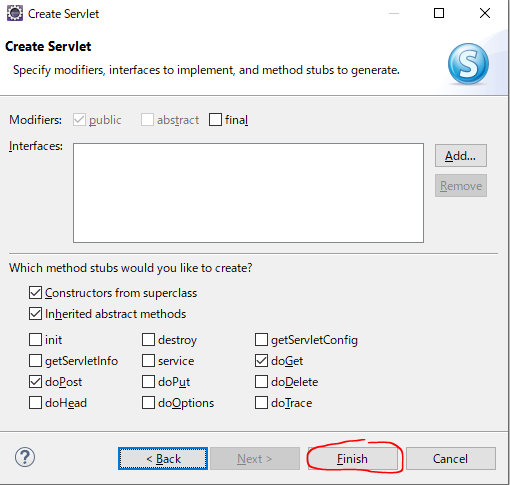 Create Servlet
Create Servlet
Specify modifiers, interfaces to implement, and method stubs to generate.
S
Modifiers: public abstract final
Interfaces:
Add...
Remove
Which method stubs would you like to create?
Constructors from superclass
Inherited abstract methods
init destroy getServletConfig
getServletInfo service doGet
doPost doPut doDelete
doHead doOptions doTrace
? < Back Next > Finish Cancel